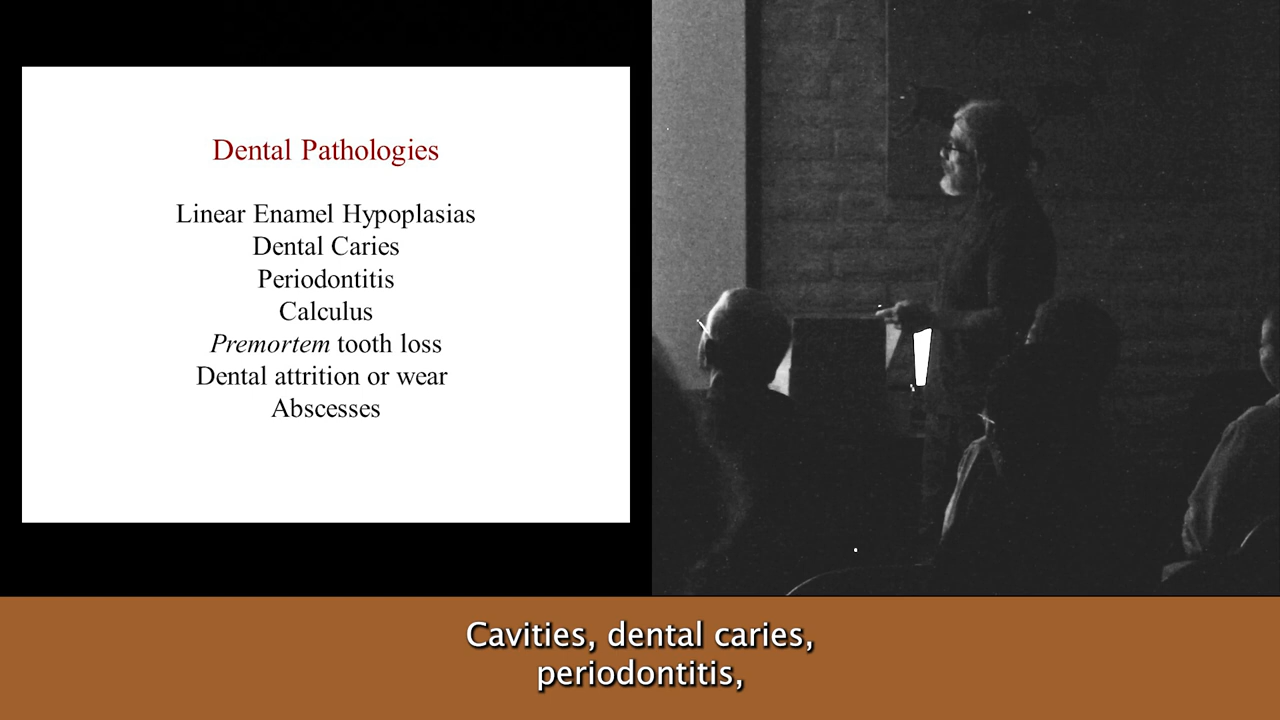 Dental Pathologies
Linear Enamel Hypoplasias
Dental Caries
Periodontitis
Calculus
Premortem tooth loss
Dental attrition or wear
Abscesses
Cavities, dental caries,
periodontitis,